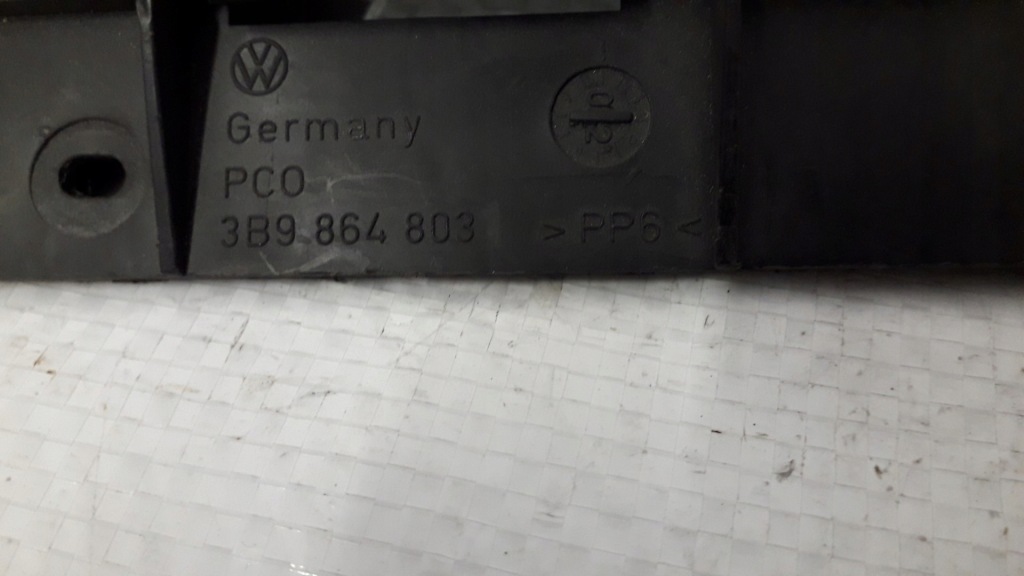 VW
Germany
PCO
3B9 864 803
> PP6 <